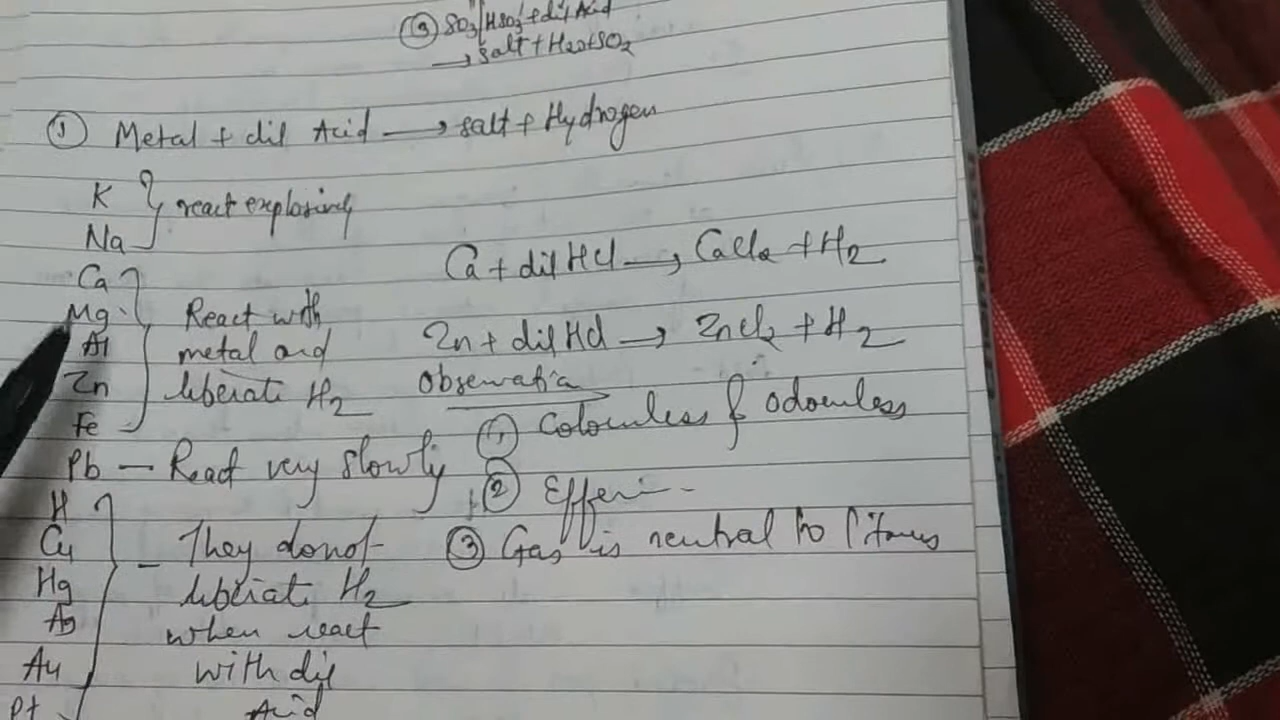 ③ SO3/HSO3 + dil Acid
→ salt + H2O + SO2
① Metal + dil Acid → salt + Hydrogen
K
react explosively
Na
Ca + dil HCl → CaCl2 + H2
Ca
Mg React with
Zn + dil HCl → ZnCl2 + H2
Al metal and
Zn liberate H2
Observation
Fe
① Colourless & odourless
Pb — React very slowly
② Efferv--
H
Cu - They donot
③ Gas is neutral to litmus
Hg liberate H2
Ag when react
Au with dil
Pt Acid